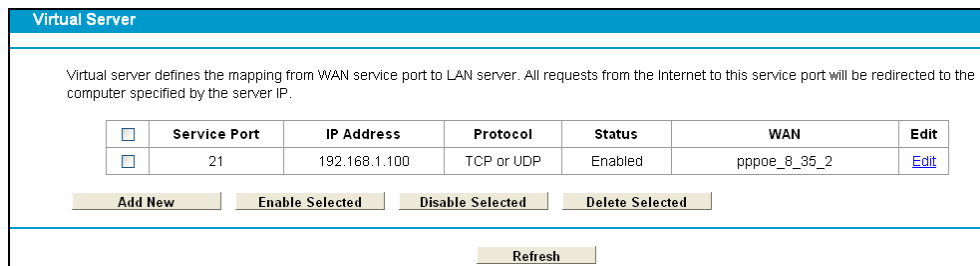 Virtual Server
Virtual server defines the mapping from WAN service port to LAN server. All requests from the Internet to this service port will be redirected to the
computer specified by the server IP.
Service Port IP Address Protocol Status WAN Edit
21 192.168.1.100 TCP or UDP Enabled pppoe_8_35_2 Edit
Add New Enable Selected Disable Selected Delete Selected
Refresh